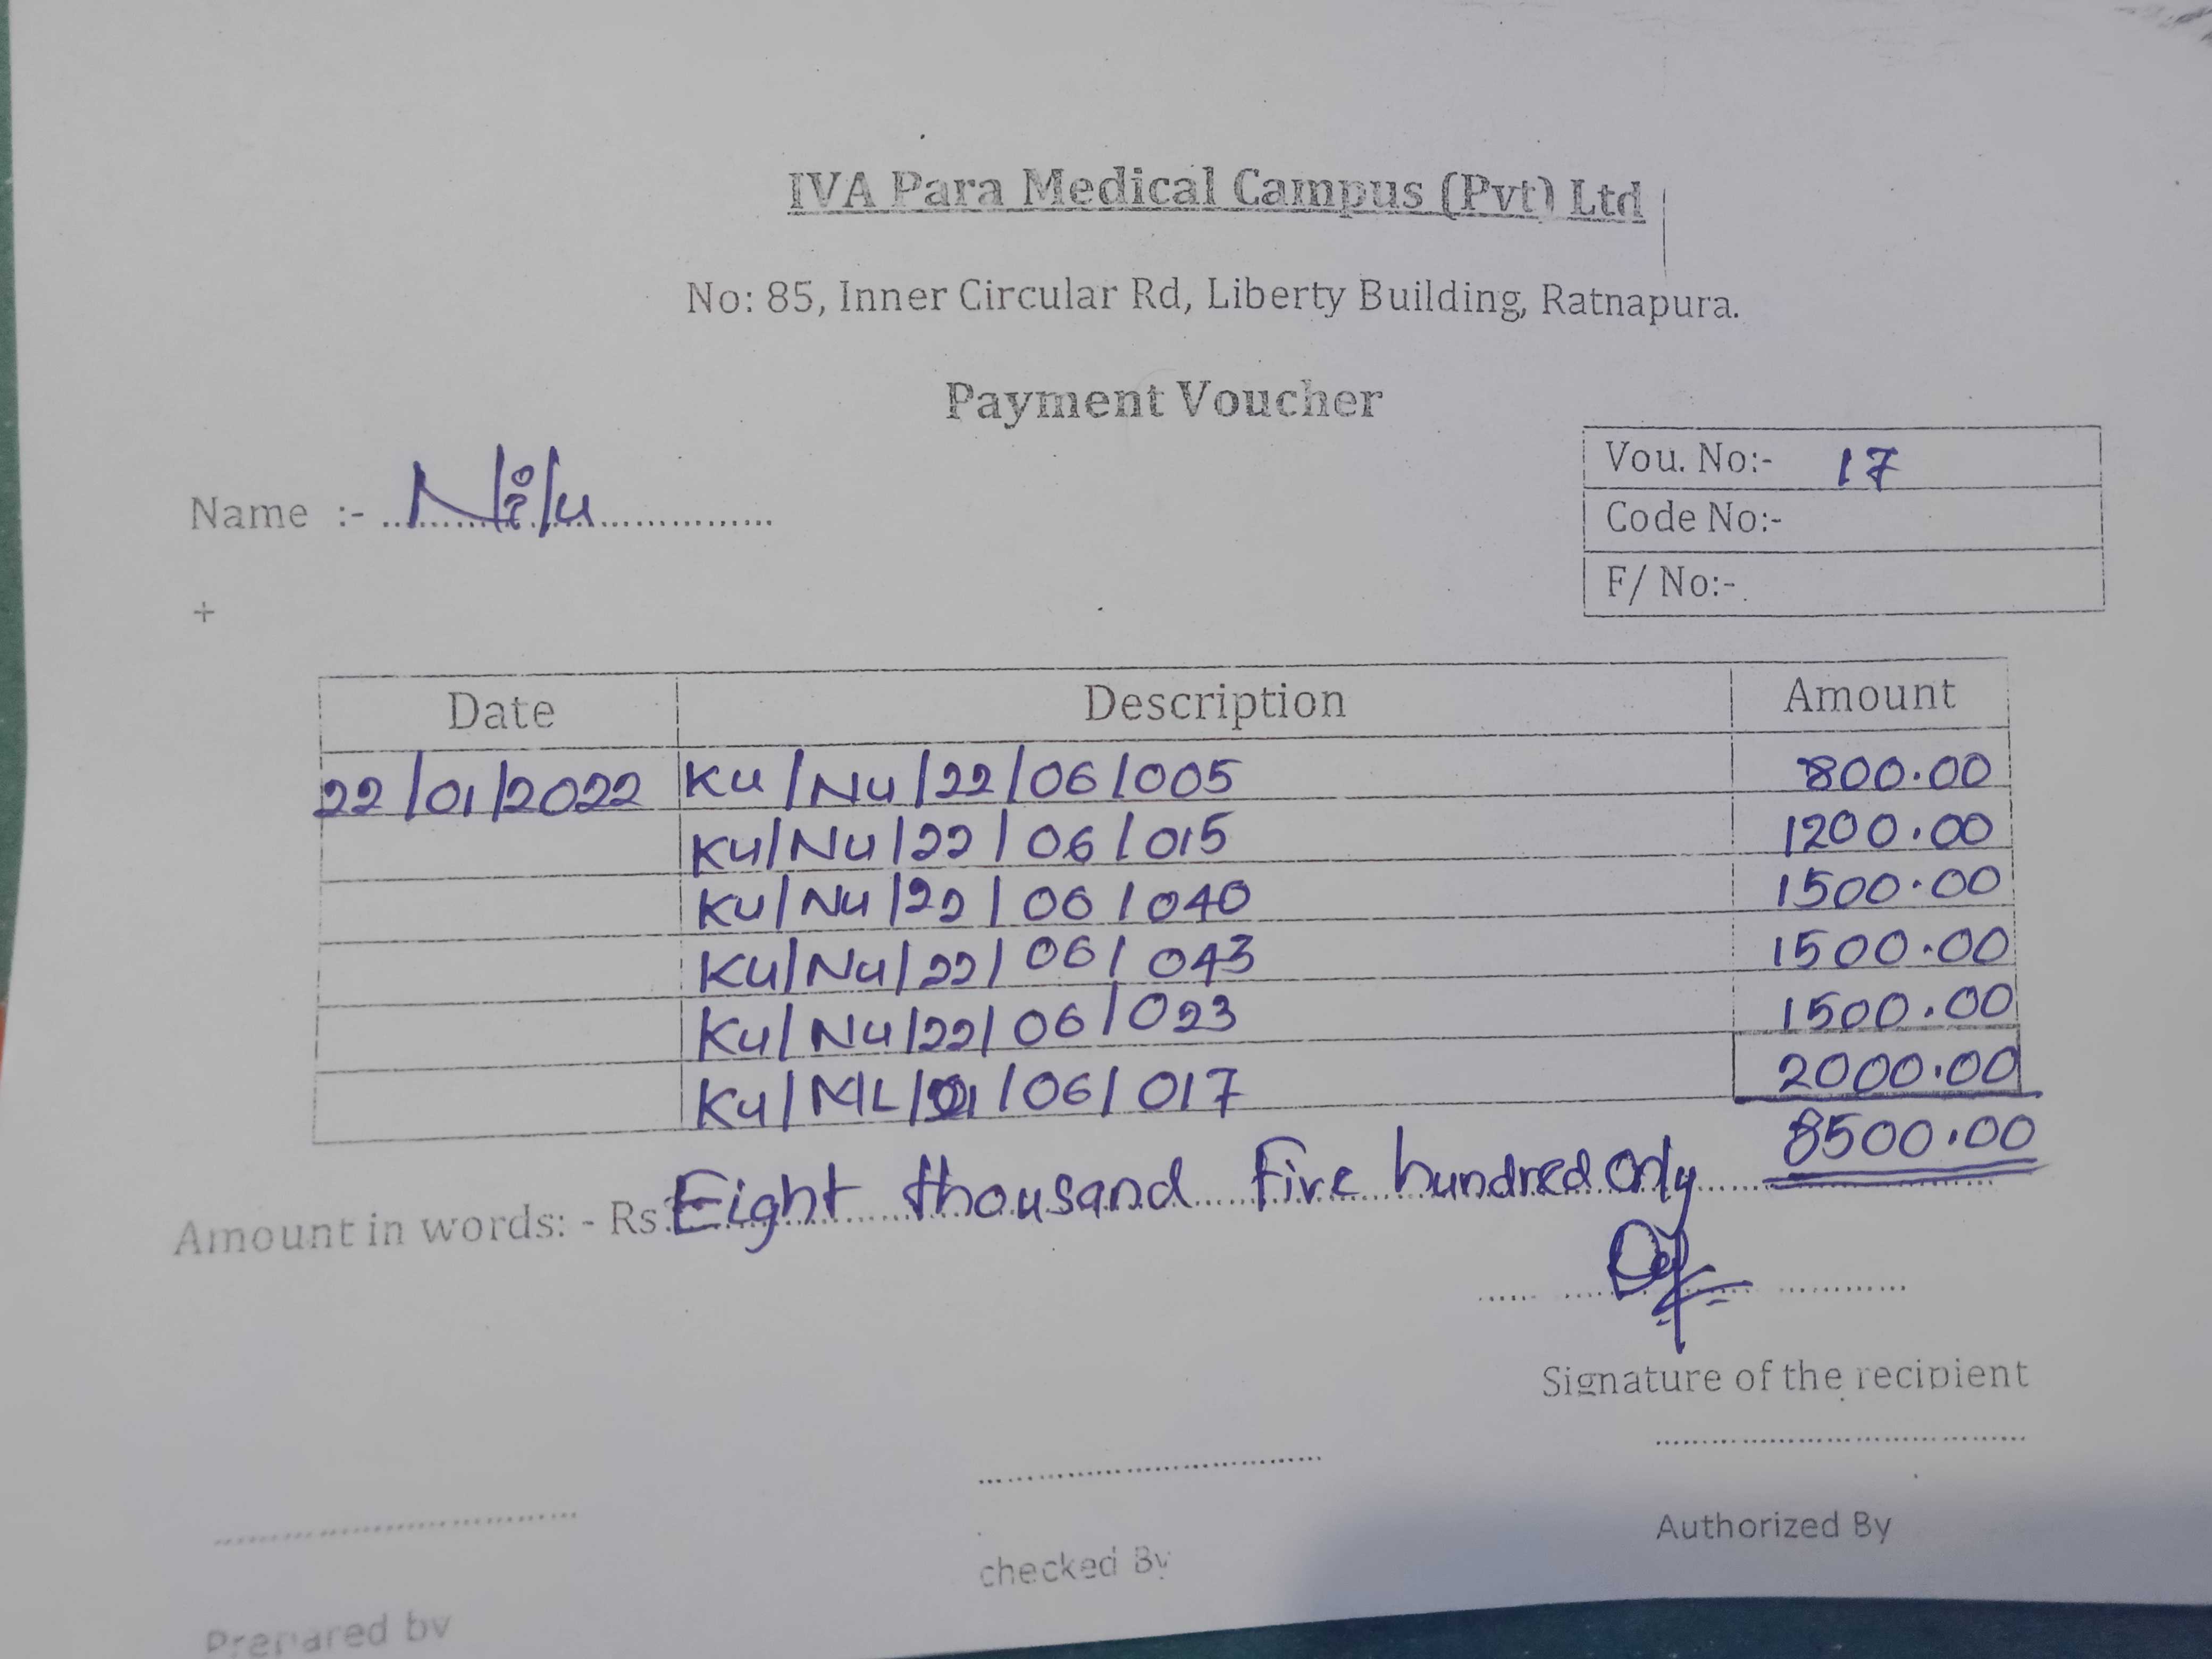 IVA Para Medical Campus (Pvt) Ltd
No: 85, Inner Circular Rd, Liberty Building, Ratnapura.
Payment Voucher
Name :- Nilu
Vou. No:- 17
Code No:-
F/ No:-
+
Date Description Amount
22/01/2022 Ku/Nu/22/06/005 800.00
Ku/Nu/22/06/015 1200.00
Ku/Nu/22/06/040 1500.00
Ku/Nu/22/06/043 1500.00
Ku/Nu/22/06/023 1500.00
Ku/ML/21/06/017 2000.00
8500.00
Amount in words: - Rs: Eight thousand Five hundred Only
Signature of the recipient
Prepared by checked By Authorized By